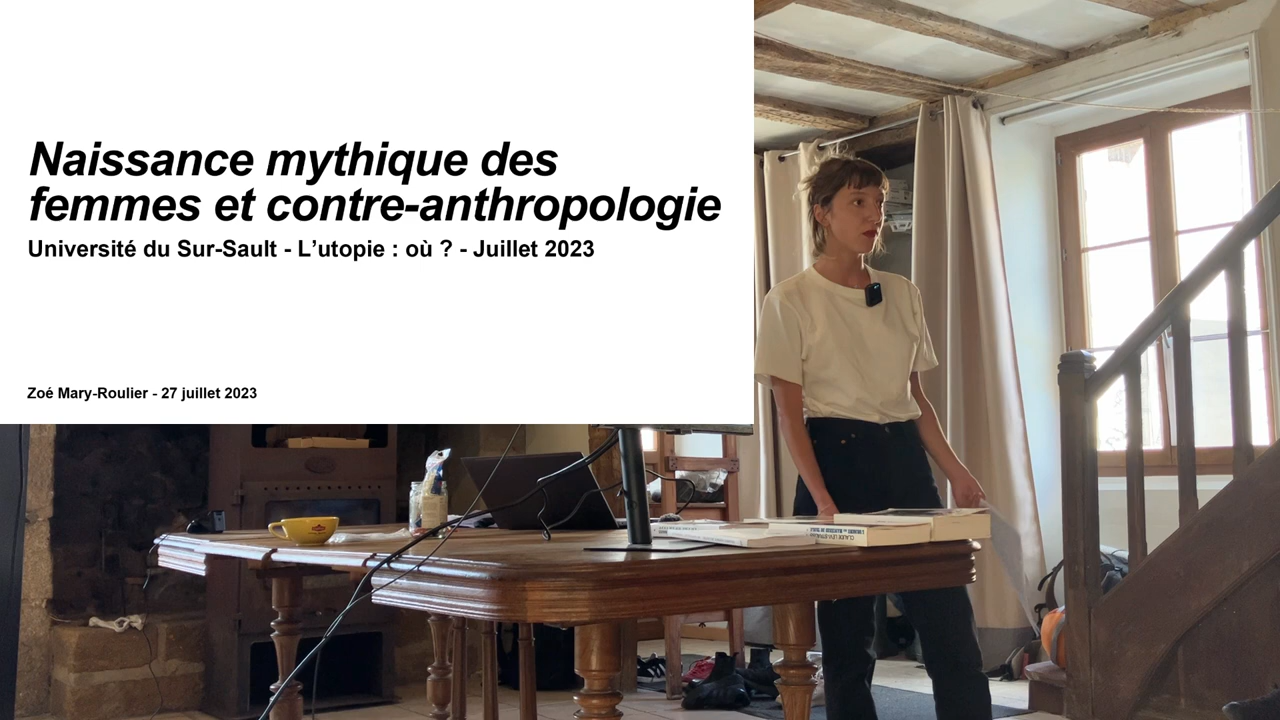 Naissance mythique des
femmes et contre-anthropologie
Université du Sur-Sault - L’utopie : où ? - Juillet 2023
Zoé Mary-Roulier - 27 juillet 2023